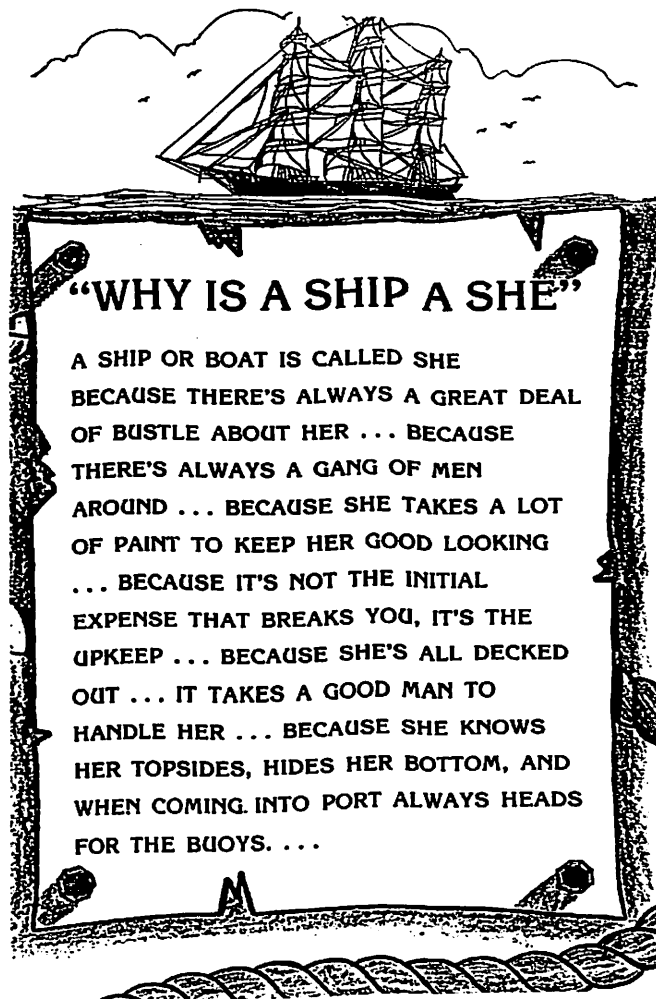 “WHY IS A SHIP A SHE”
A SHIP OR BOAT IS CALLED SHE
BECAUSE THERE'S ALWAYS A GREAT DEAL
OF BUSTLE ABOUT HER ... BECAUSE
THERE'S ALWAYS A GANG OF MEN
AROUND ... BECAUSE SHE TAKES A LOT
OF PAINT TO KEEP HER GOOD LOOKING
... BECAUSE IT'S NOT THE INITIAL
EXPENSE THAT BREAKS YOU, IT'S THE
UPKEEP ... BECAUSE SHE'S ALL DECKED
OUT ... IT TAKES A GOOD MAN TO
HANDLE HER ... BECAUSE SHE KNOWS
HER TOPSIDES, HIDES HER BOTTOM, AND
WHEN COMING INTO PORT ALWAYS HEADS
FOR THE BUOYS. ...